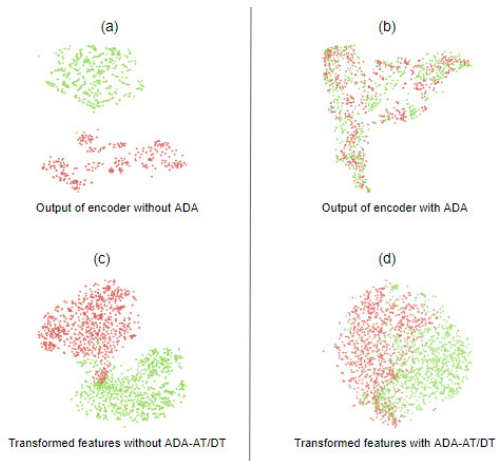 (a)
(b)
Output of encoder without ADA
Output of encoder with ADA
(c)
(d)
Transformed features without ADA-AT/DT
Transformed features with ADA-AT/DT